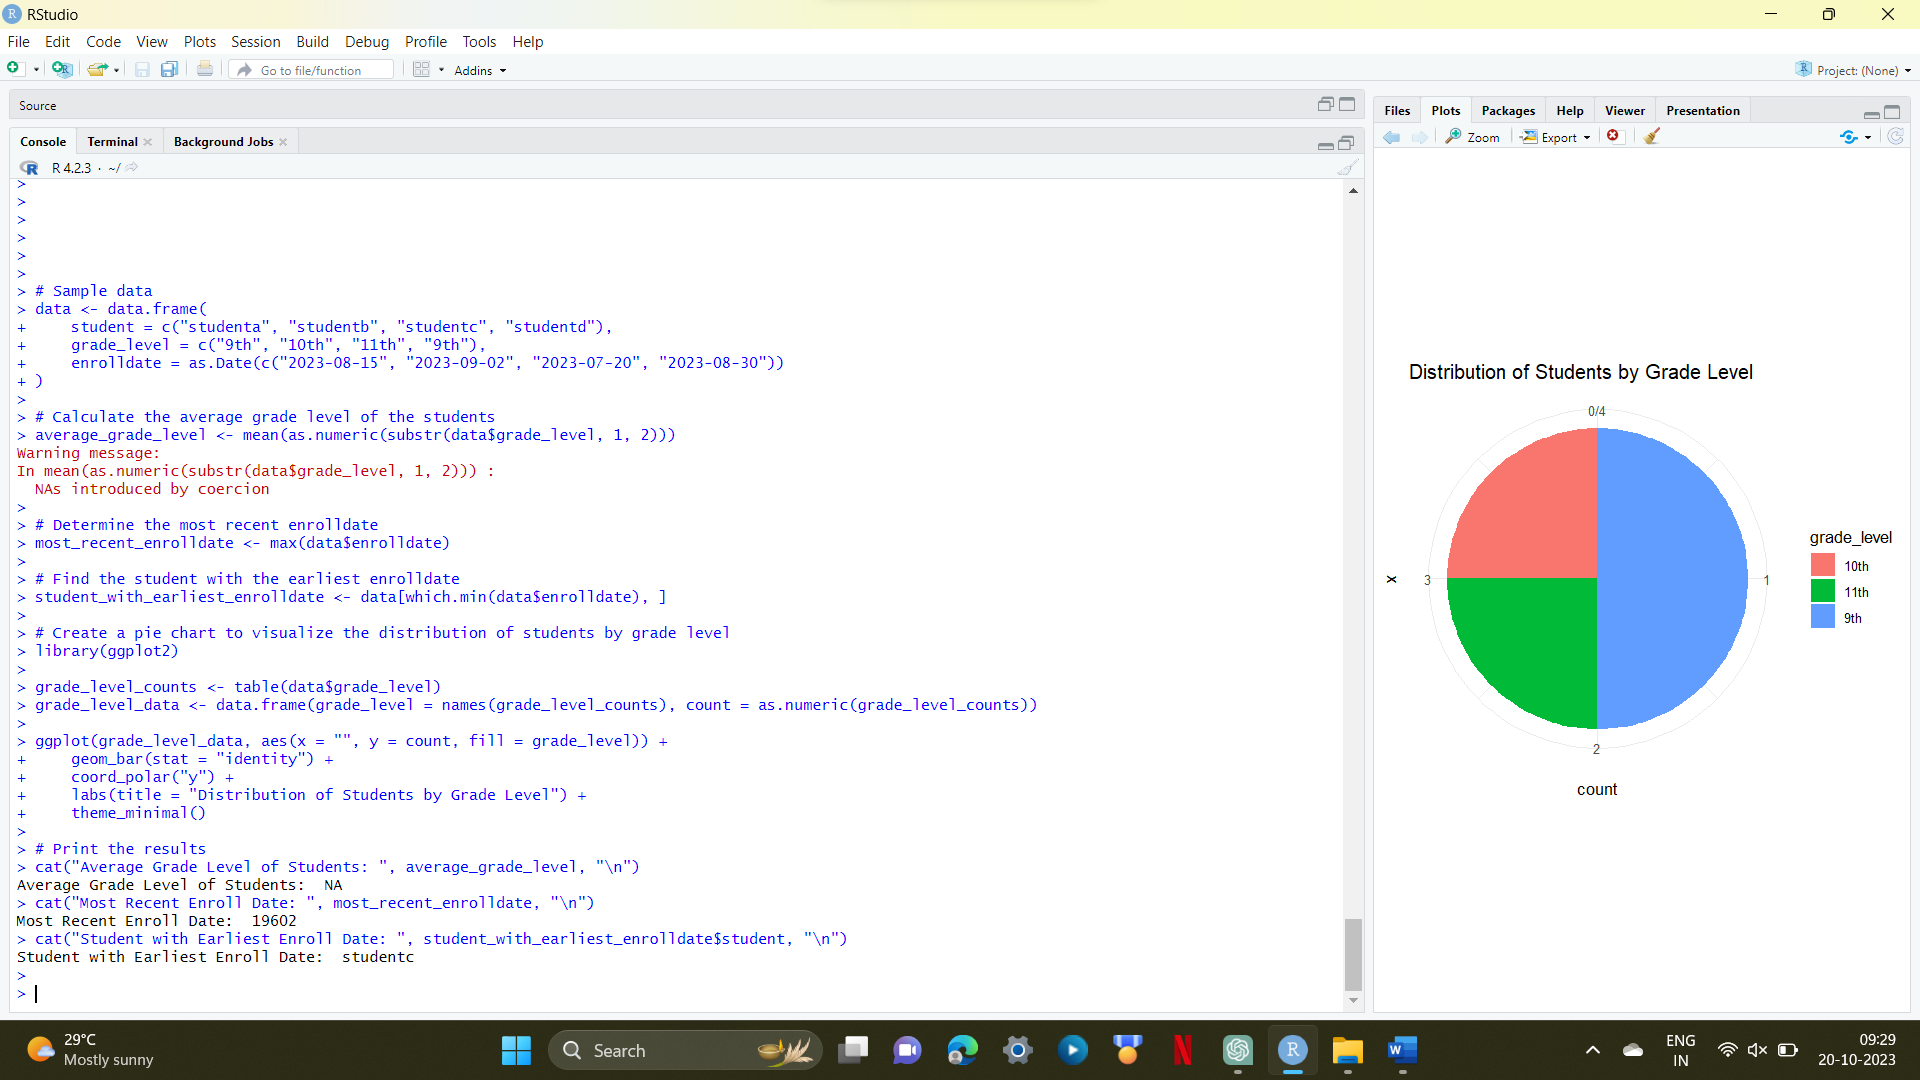 RStudio
File Edit Code View Plots Session Build Debug Profile Tools Help
Go to file/function
Addins
Project: (None)
Source
Console Terminal Background Jobs
R 4.2.3 · ~/
>
>
>
>
>
>
> # Sample data
> data <- data.frame(
+     student = c("studenta", "studentb", "studentc", "studentd"),
+     grade_level = c("9th", "10th", "11th", "9th"),
+     enrolldate = as.Date(c("2023-08-15", "2023-09-02", "2023-07-20", "2023-08-30"))
+ )
>
> # Calculate the average grade level of the students
> average_grade_level <- mean(as.numeric(substr(data$grade_level, 1, 2)))
Warning message:
In mean(as.numeric(substr(data$grade_level, 1, 2))) :
  NAs introduced by coercion
>
> # Determine the most recent enrolldate
> most_recent_enrolldate <- max(data$enrolldate)
>
> # Find the student with the earliest enrolldate
> student_with_earliest_enrolldate <- data[which.min(data$enrolldate), ]
>
> # Create a pie chart to visualize the distribution of students by grade level
> library(ggplot2)
>
> grade_level_counts <- table(data$grade_level)
> grade_level_data <- data.frame(grade_level = names(grade_level_counts), count = as.numeric(grade_level_counts))
>
> ggplot(grade_level_data, aes(x = "", y = count, fill = grade_level)) +
+     geom_bar(stat = "identity") +
+     coord_polar("y") +
+     labs(title = "Distribution of Students by Grade Level") +
+     theme_minimal()
>
> # Print the results
> cat("Average Grade Level of Students: ", average_grade_level, "\n")
Average Grade Level of Students:  NA
> cat("Most Recent Enroll Date: ", most_recent_enrolldate, "\n")
Most Recent Enroll Date:  19602
> cat("Student with Earliest Enroll Date: ", student_with_earliest_enrolldate$student, "\n")
Student with Earliest Enroll Date:  studentc
>
>
Files Plots Packages Help Viewer Presentation
Zoom Export
Distribution of Students by Grade Level
0/4
1
2
3
x
count
grade_level
10th
11th
9th
29°C
Mostly sunny
Search
ENG
IN
09:29
20-10-2023